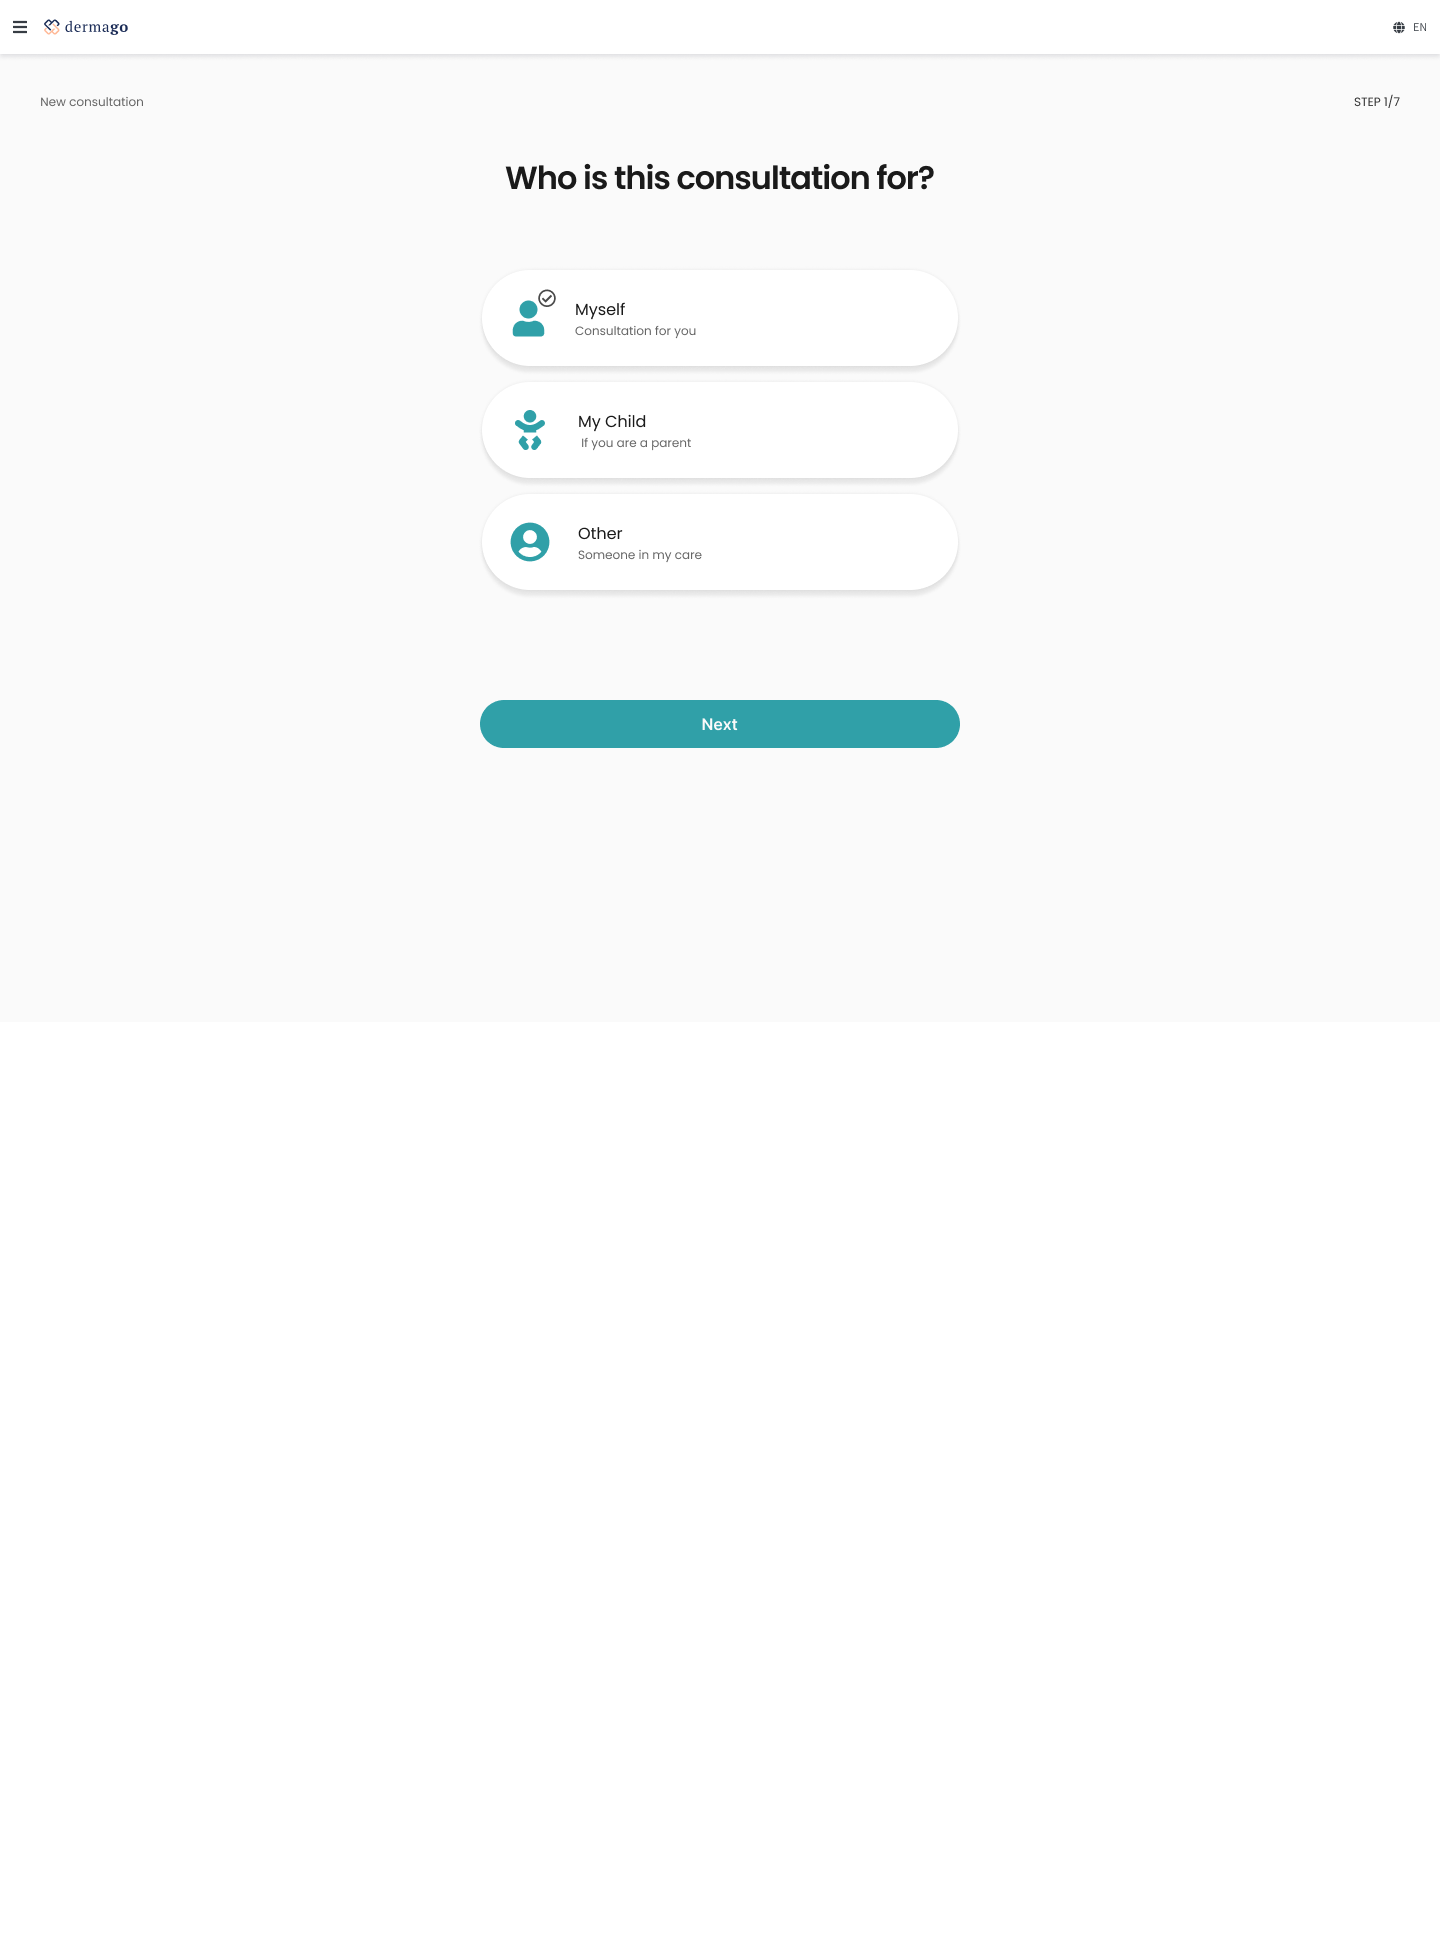 dermago
EN
New consultation
STEP 1/7
Who is this consultation for?
Myself
Consultation for you
My Child
If you are a parent
Other
Someone in my care
Next